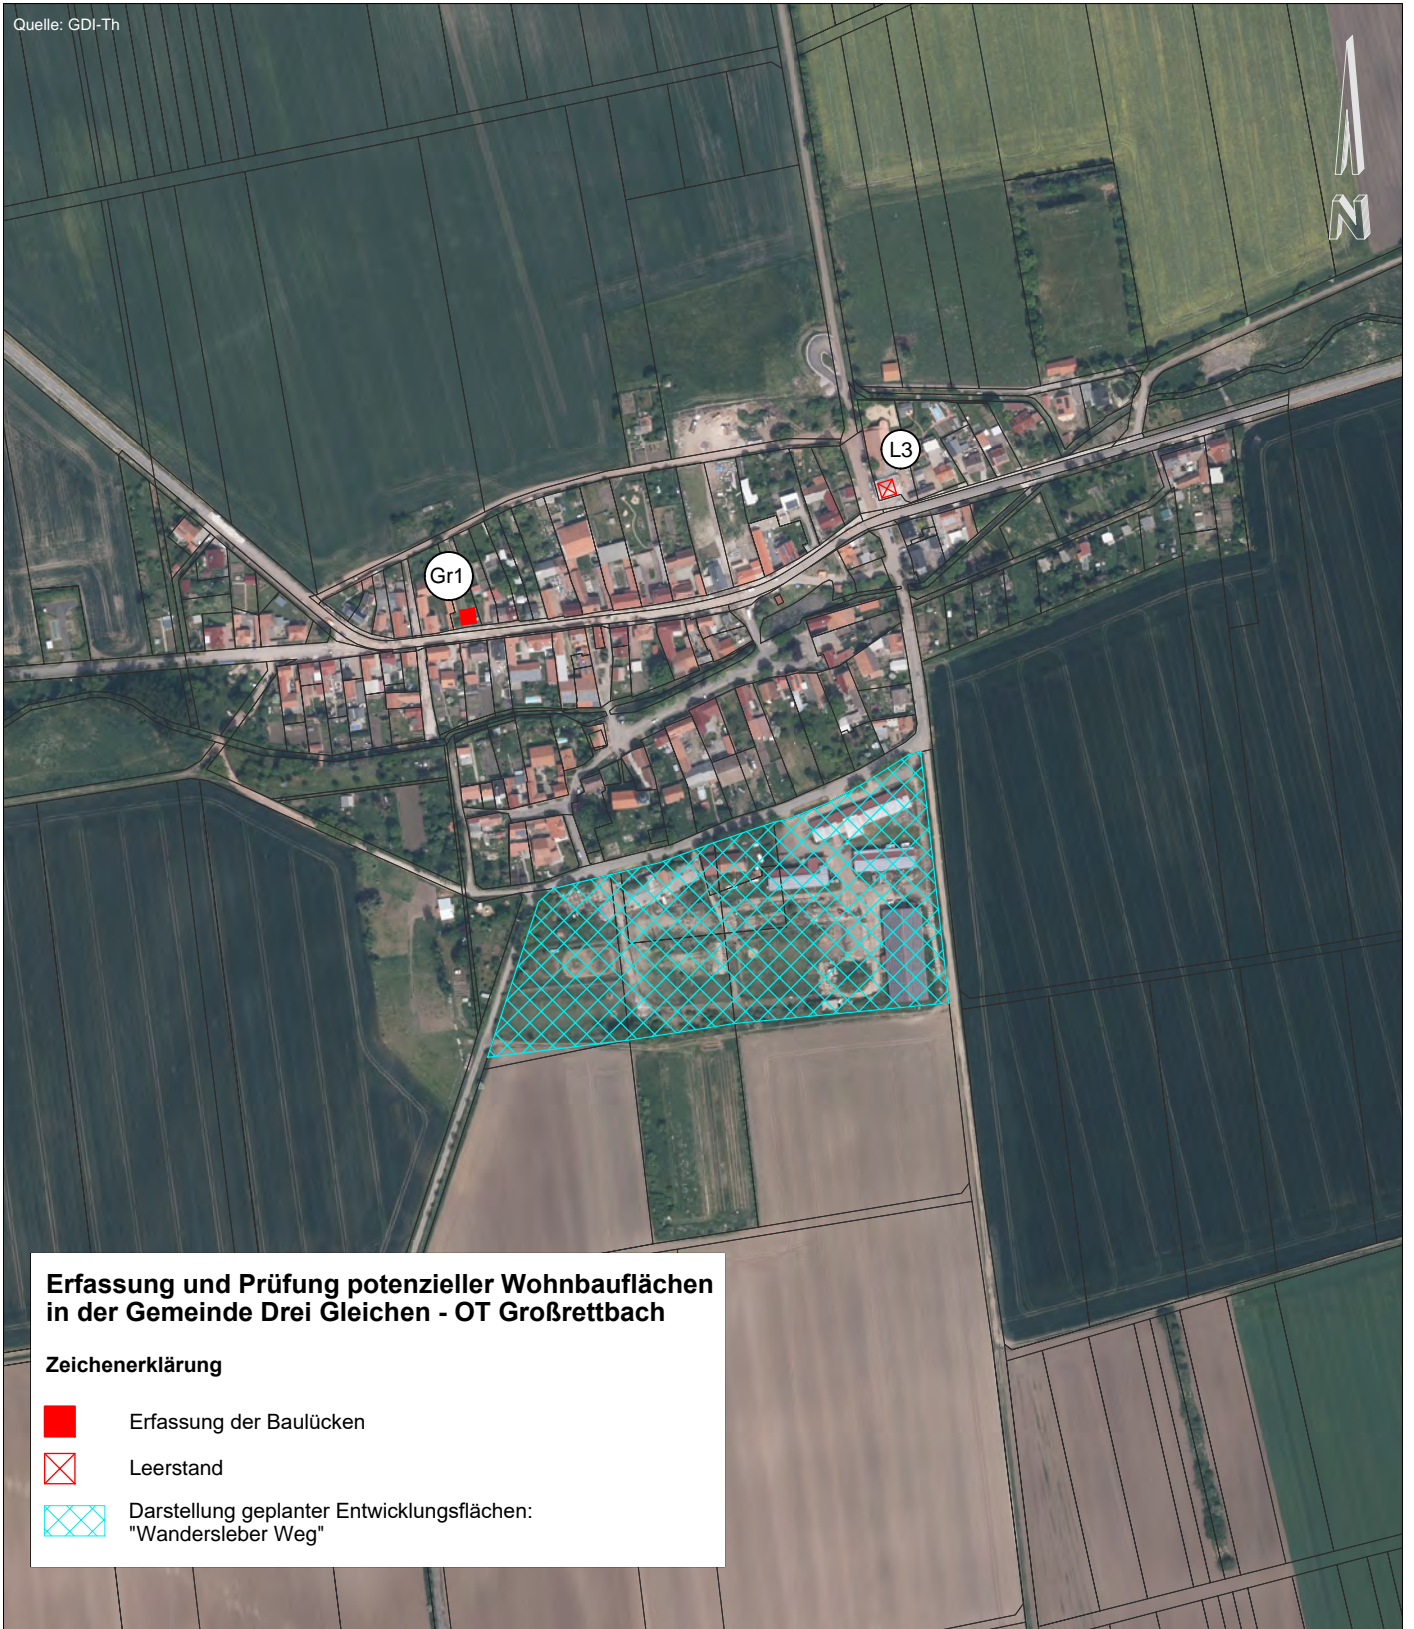 Quelle: GDI-Th
N
L3
Gr1
Erfassung und Prüfung potenzieller Wohnbauflächen
in der Gemeinde Drei Gleichen - OT Großrettbach
Zeichenerklärung
Erfassung der Baulücken
Leerstand
Darstellung geplanter Entwicklungsflächen:
"Wandersleber Weg"